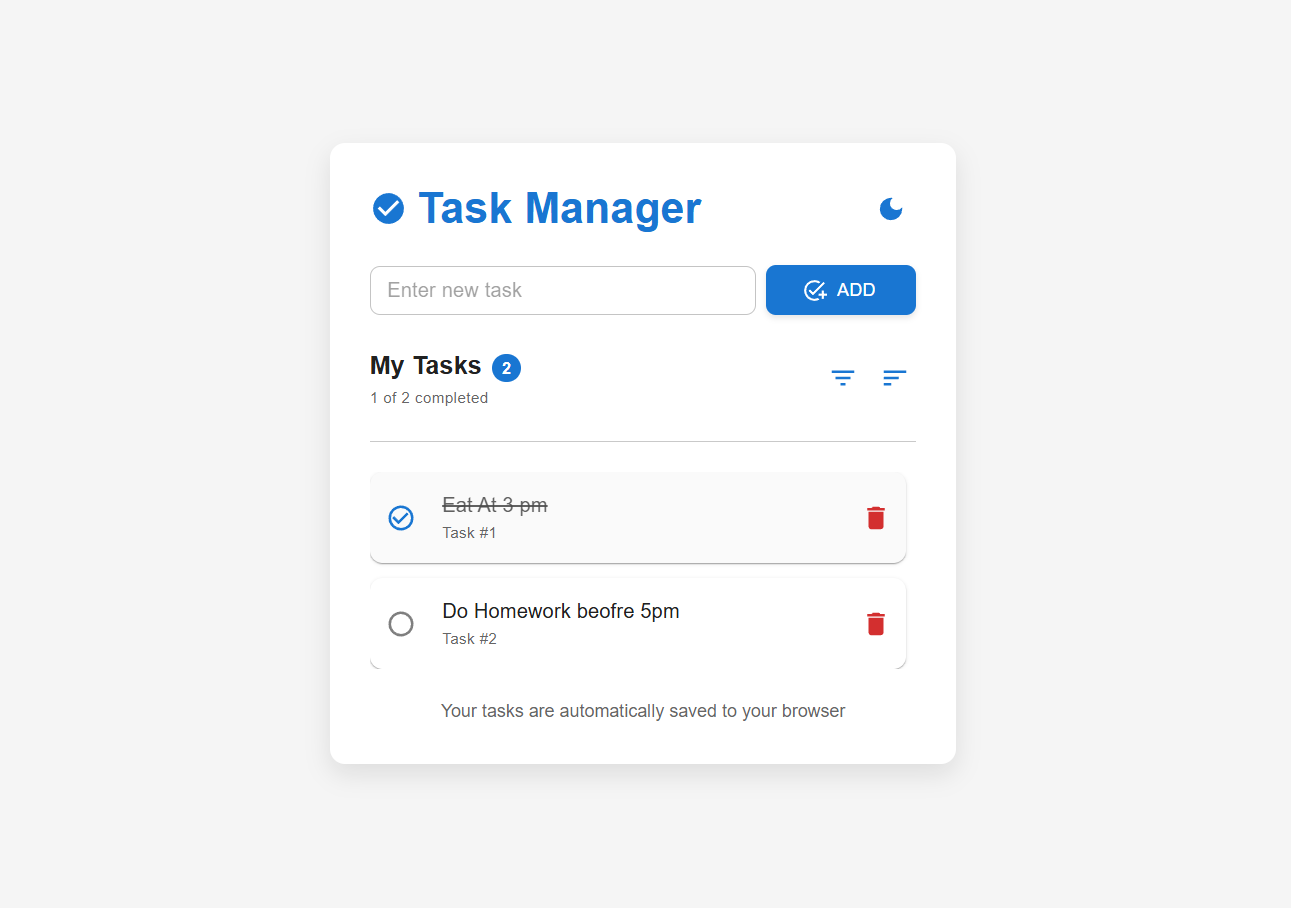 Task Manager
Enter new task
ADD
My Tasks 2
1 of 2 completed
Eat At 3 pm
Task #1
Do Homework beofre 5pm
Task #2
Your tasks are automatically saved to your browser